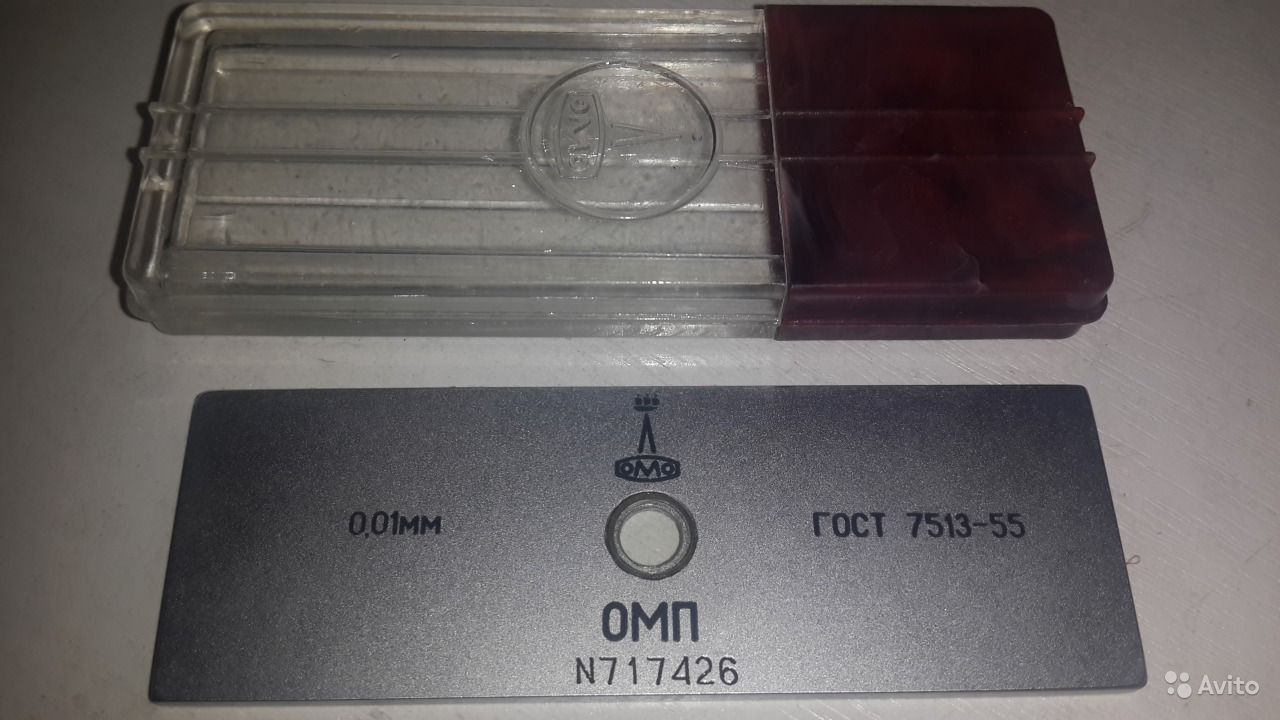 ОМО
0,01мм
ГОСТ 7513-55
ОМП
N717426
Avito